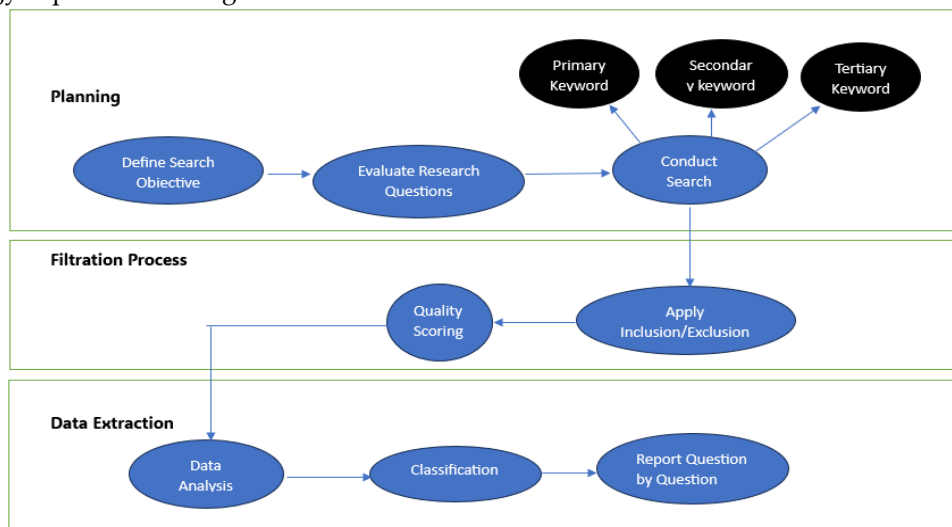 Planning
Primary
Keyword
Secondar
y keyword
Tertiary
Keyword
Define Search
Objective
Evaluate Research
Questions
Conduct
Search
Filtration Process
Quality
Scoring
Apply
Inclusion/Exclusion
Data Extraction
Data
Analysis
Classification
Report Question
by Question